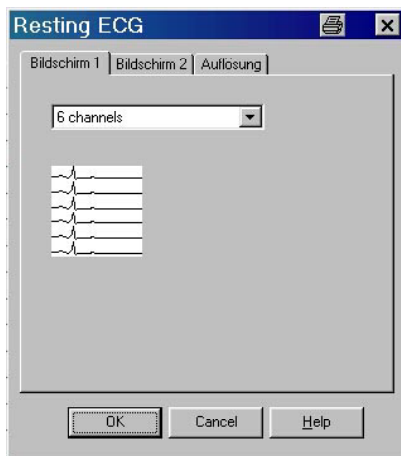 Resting ECG
Bildschirm 1 Bildschirm 2 Auflösung
6 channels
OK Cancel Help